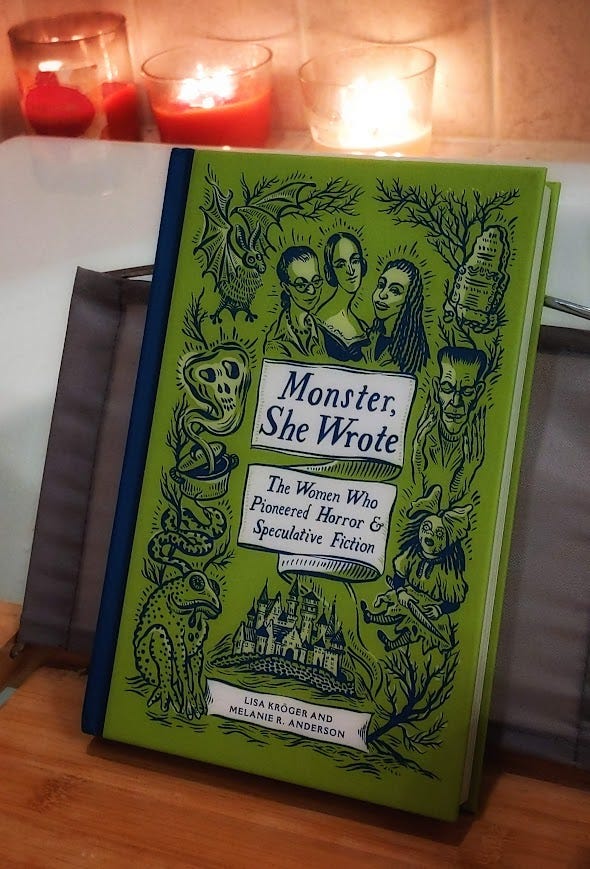 Monster,
She Wrote
The Women Who
Pioneered Horror &
Speculative Fiction
LISA KRÖGER AND
MELANIE R. ANDERSON